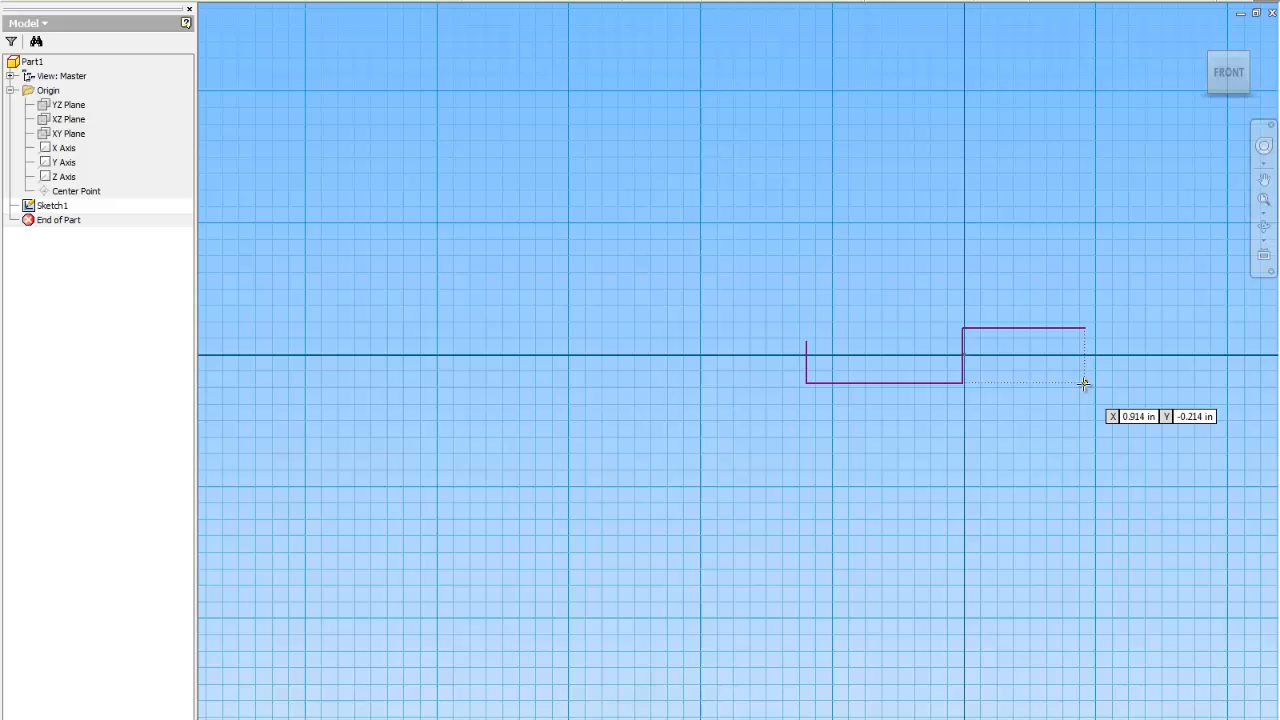 Model
Part1
View: Master
Origin
YZ Plane
XZ Plane
XY Plane
X Axis
Y Axis
Z Axis
Center Point
Sketch1
End of Part
FRONT
X 0.914 in Y -0.214 in